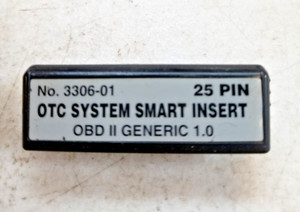 No. 3306-01 25 PIN
OTC SYSTEM SMART INSERT
OBD II GENERIC 1.0